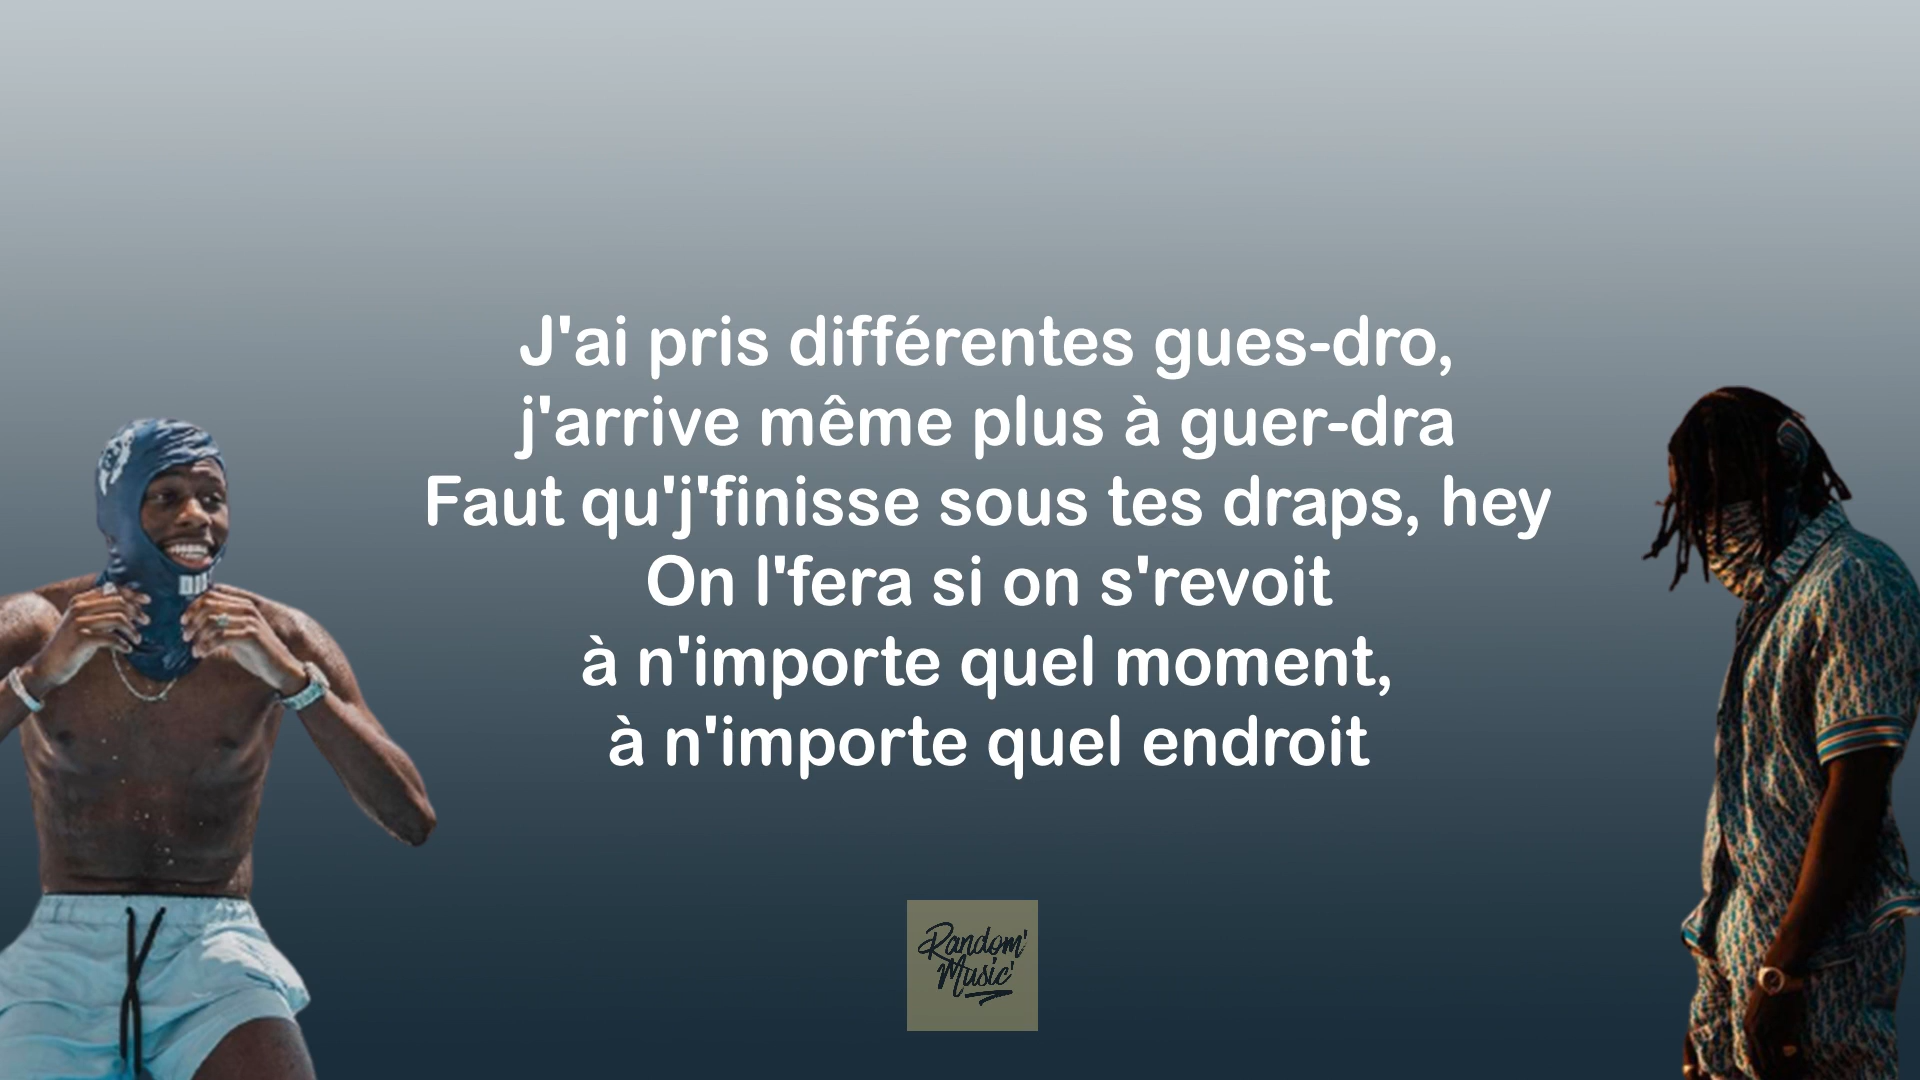 J'ai pris différentes gues-dro,
j'arrive même plus à guer-dra
Faut qu'j'finisse sous tes draps, hey
On l'fera si on s'revoit
à n'importe quel moment,
à n'importe quel endroit
Random'
Music'